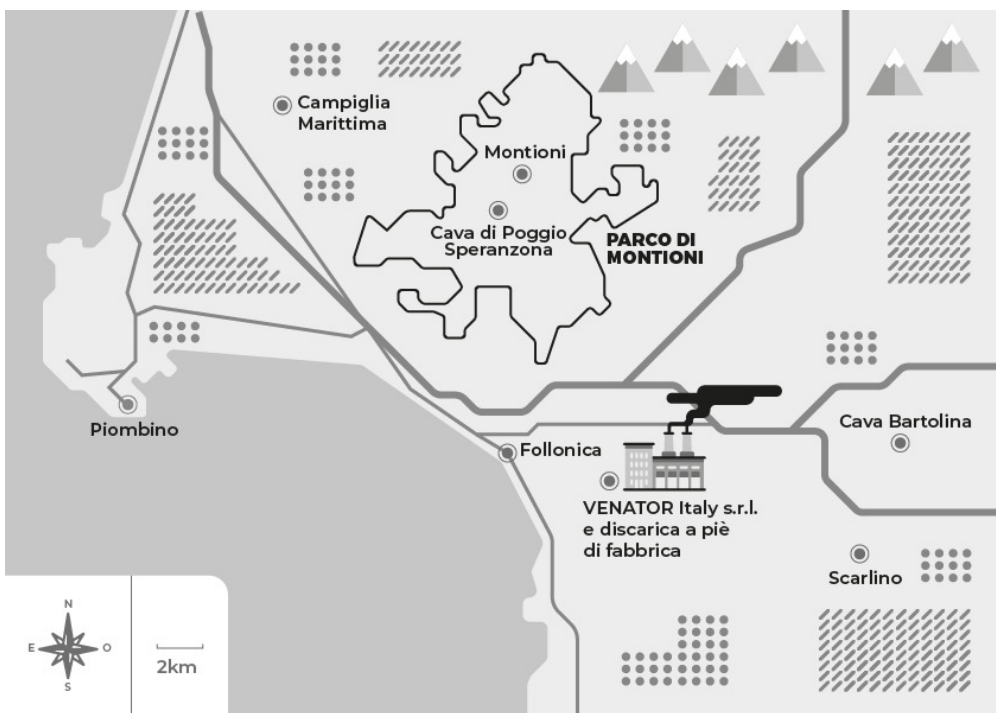 Campiglia
Marittima
Montioni
Cava di Poggio
Speranzona
PARCO DI
MONTIONI
Piombino
Follonica
Cava Bartolina
VENATOR Italy s.r.l.
e discarica a piè
di fabbrica
Scarlino
N
E
O
S
2km